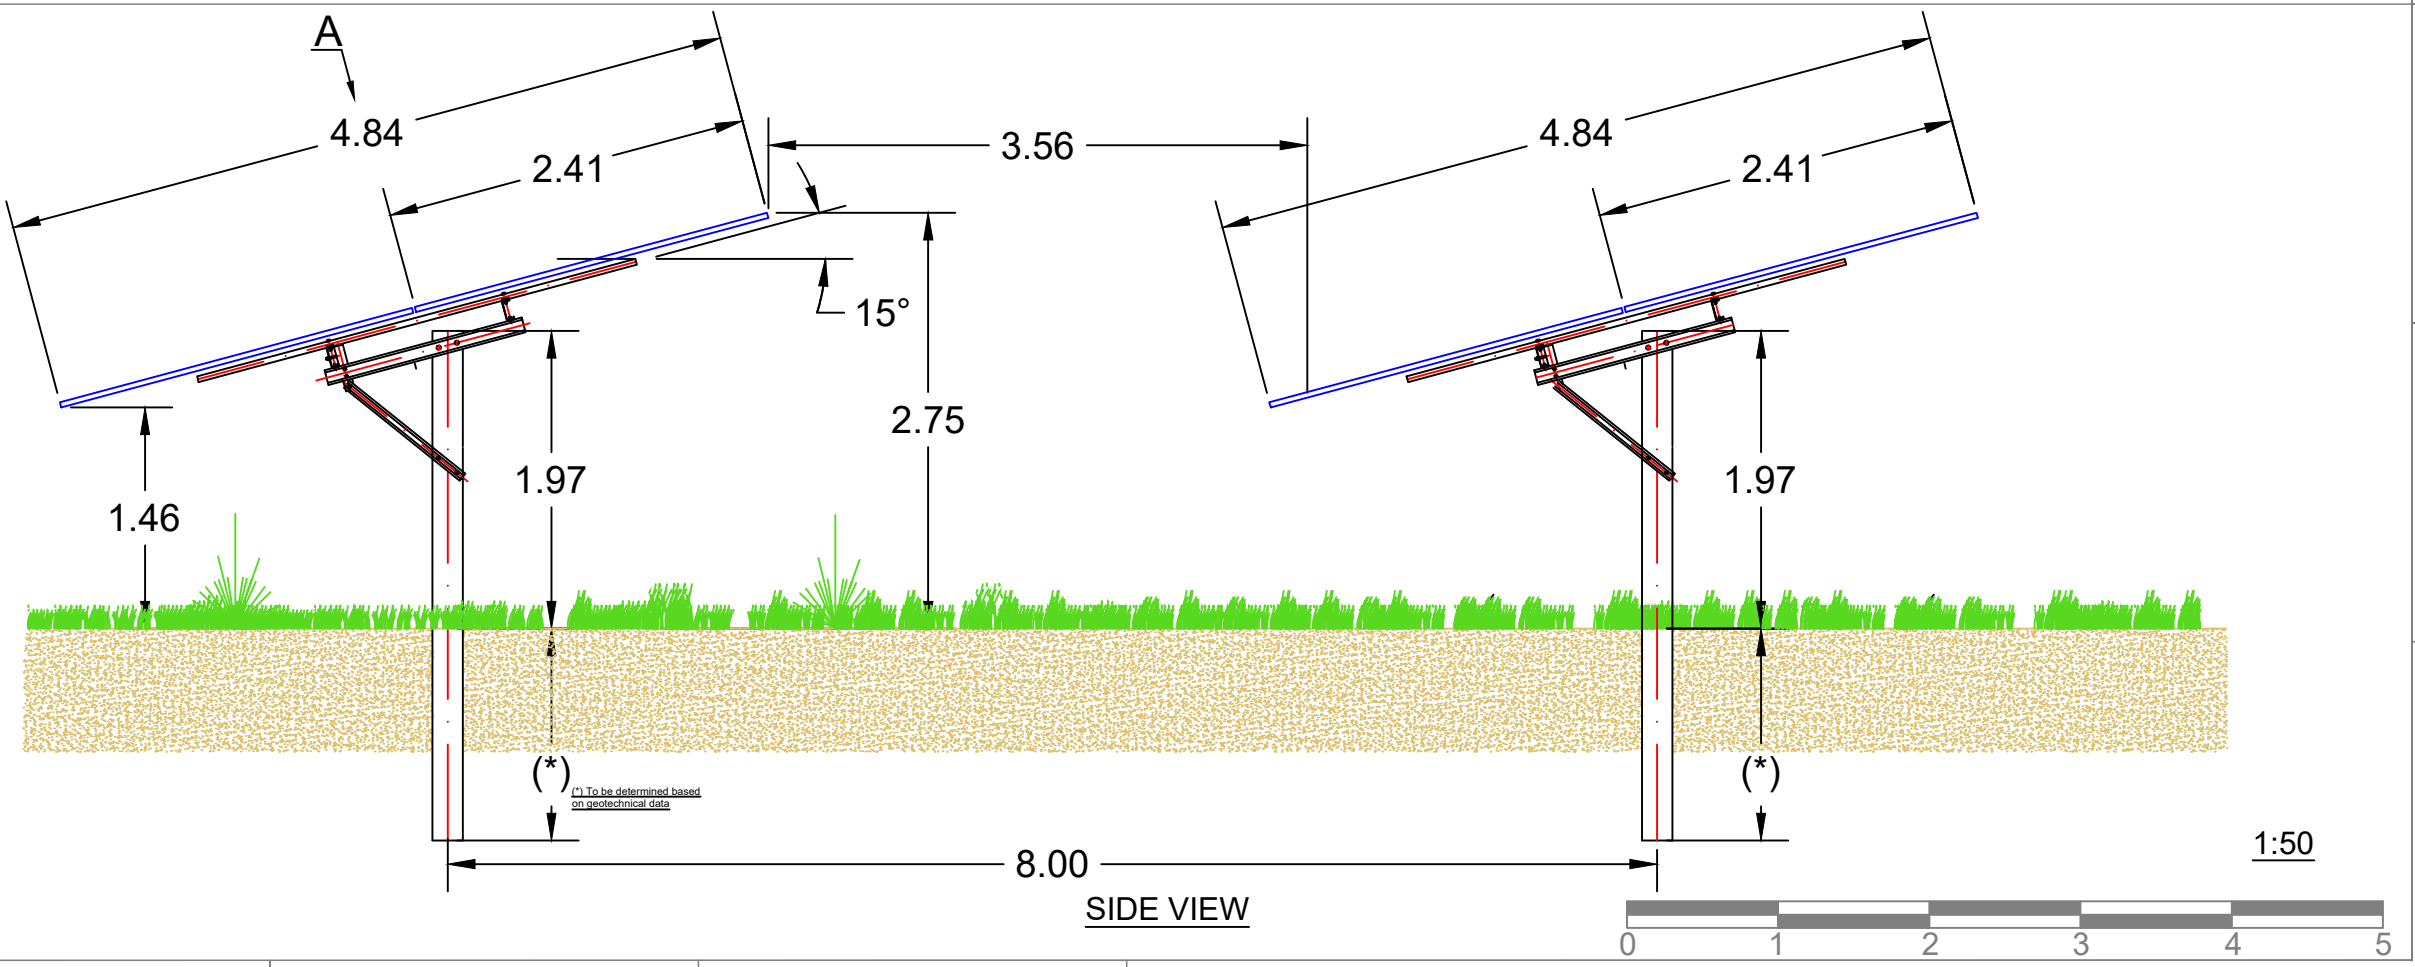 A
4.84
2.41
3.56
4.84
2.41
15°
2.75
1.97
1.97
1.46
(*)
(*) To be determined based
on geotechnical data
(*)
8.00
1:50
SIDE VIEW
0 1 2 3 4 5